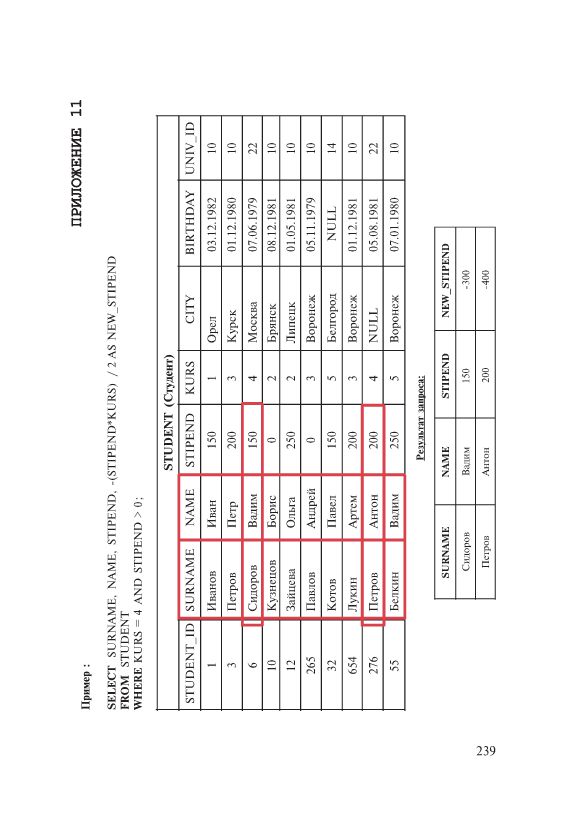 ПРИЛОЖЕНИЕ 11
Пример :
SELECT SURNAME, NAME, STIPEND, -(STIPEND*KURS) / 2 AS NEW_STIPEND
FROM STUDENT
WHERE KURS = 4 AND STIPEND > 0;
STUDENT (Студент)
STUDENT_ID SURNAME NAME STIPEND KURS CITY BIRTHDAY UNIV_ID
1 Иванов Иван 150 1 Орел 03.12.1982 10
3 Петров Петр 200 3 Курск 01.12.1980 10
6 Сидоров Вадим 150 4 Москва 07.06.1979 22
10 Кузнецов Борис 0 2 Брянск 08.12.1981 10
12 Зайцева Ольга 250 2 Липецк 01.05.1981 10
265 Павлов Андрей 0 3 Воронеж 05.11.1979 10
32 Котов Павел 150 5 Белгород NULL 14
654 Лукин Артем 200 3 Воронеж 01.12.1981 10
276 Петров Антон 200 4 NULL 05.08.1981 22
55 Белкин Вадим 250 5 Воронеж 07.01.1980 10
Результат запроса:
SURNAME NAME STIPEND NEW_STIPEND
Сидоров Вадим 150 -300
Петров Антон 200 -400
239